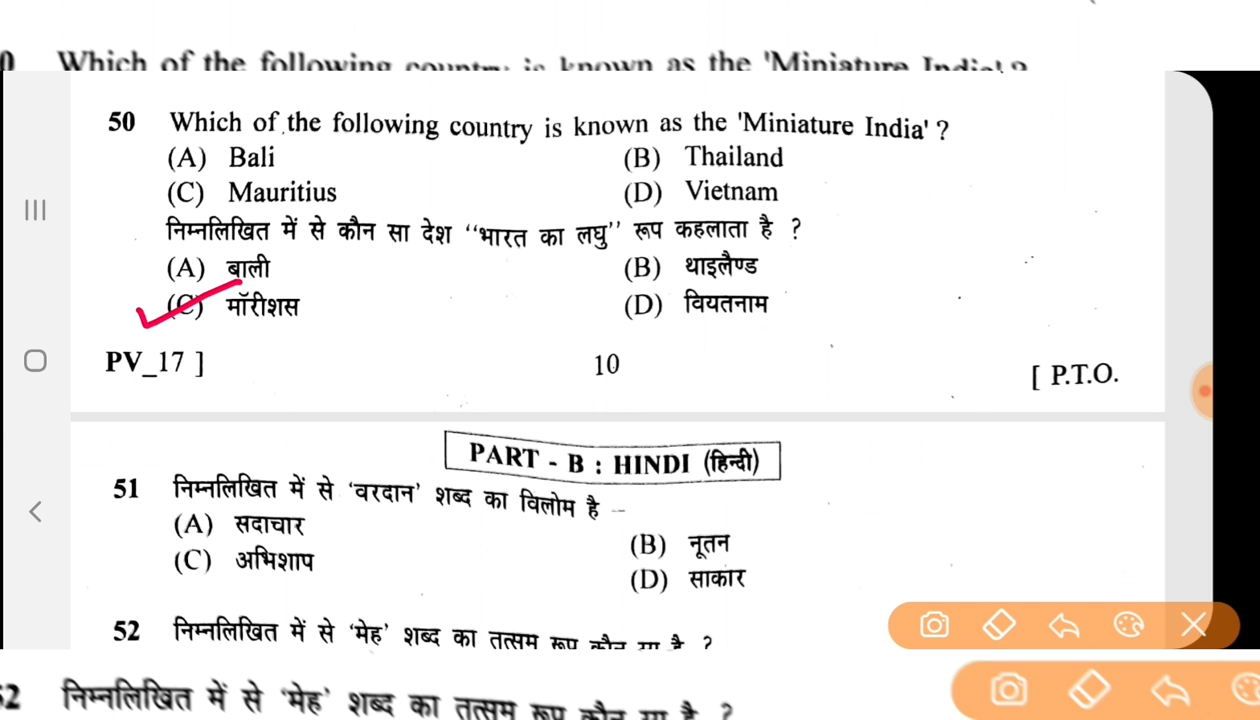 Which of the following country is known as the 'Miniature India' ?
50 Which of the following country is known as the 'Miniature India' ?
(A) Bali (B) Thailand
(C) Mauritius (D) Vietnam
निम्नलिखित में से कौन सा देश ‘‘भारत का लघु’’ रूप कहलाता है ?
(A) बाली (B) थाइलैण्ड
(C) मॉरीशस (D) वियतनाम
PV_17 ] 10 [ P.T.O.
PART - B : HINDI (हिन्दी)
51 निम्नलिखित में से ‘वरदान’ शब्द का विलोम है –
(A) सदाचार (B) नूतन
(C) अभिशाप (D) साकार
52 निम्नलिखित में से ‘मेह’ शब्द का तत्सम रूप कौन सा है ?
52 निम्नलिखित में से ‘मेह’ शब्द का तत्सम रूप कौन सा है ?